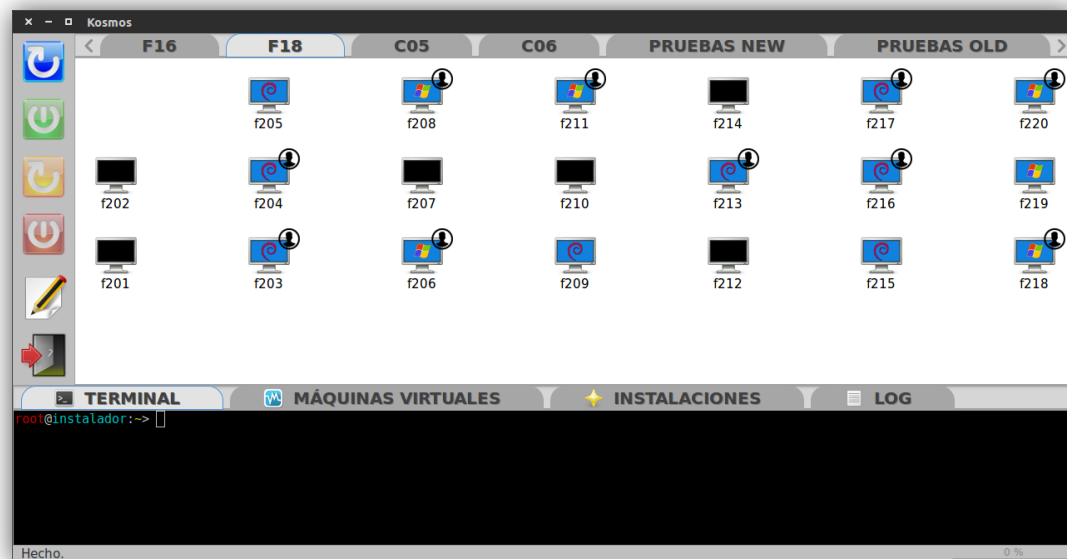 Kosmos
F16 F18 C05 C06 PRUEBAS NEW PRUEBAS OLD
f205 f208 f211 f214 f217 f220
f202 f204 f207 f210 f213 f216 f219
f201 f203 f206 f209 f212 f215 f218
TERMINAL MÁQUINAS VIRTUALES INSTALACIONES LOG
root@instalador:~>
Hecho. 0 %